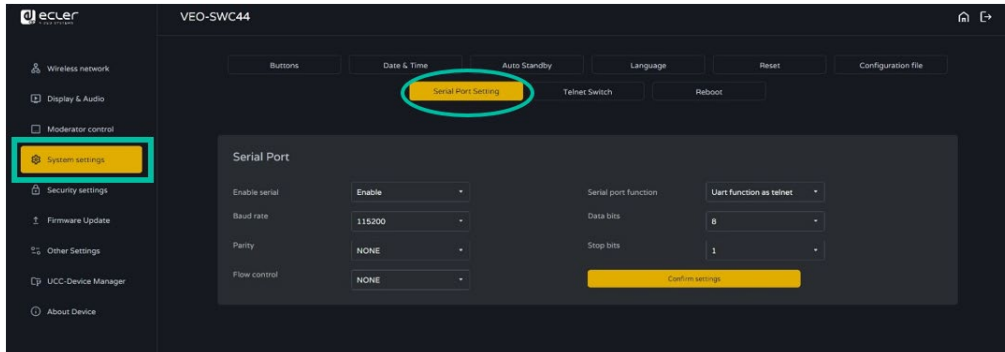 ecler
VEO-SWC44
Wireless network
Display & Audio
Moderator control
System settings
Security settings
Firmware Update
Other Settings
UCC-Device Manager
About Device
Buttons
Date & Time
Auto Standby
Language
Reset
Configuration file
Serial Port Setting
Telnet Switch
Reboot
Serial Port
Enable serial
Enable
Serial port function
Uart function as telnet
Baud rate
115200
Data bits
8
Parity
NONE
Stop bits
1
Flow control
NONE
Confirm settings